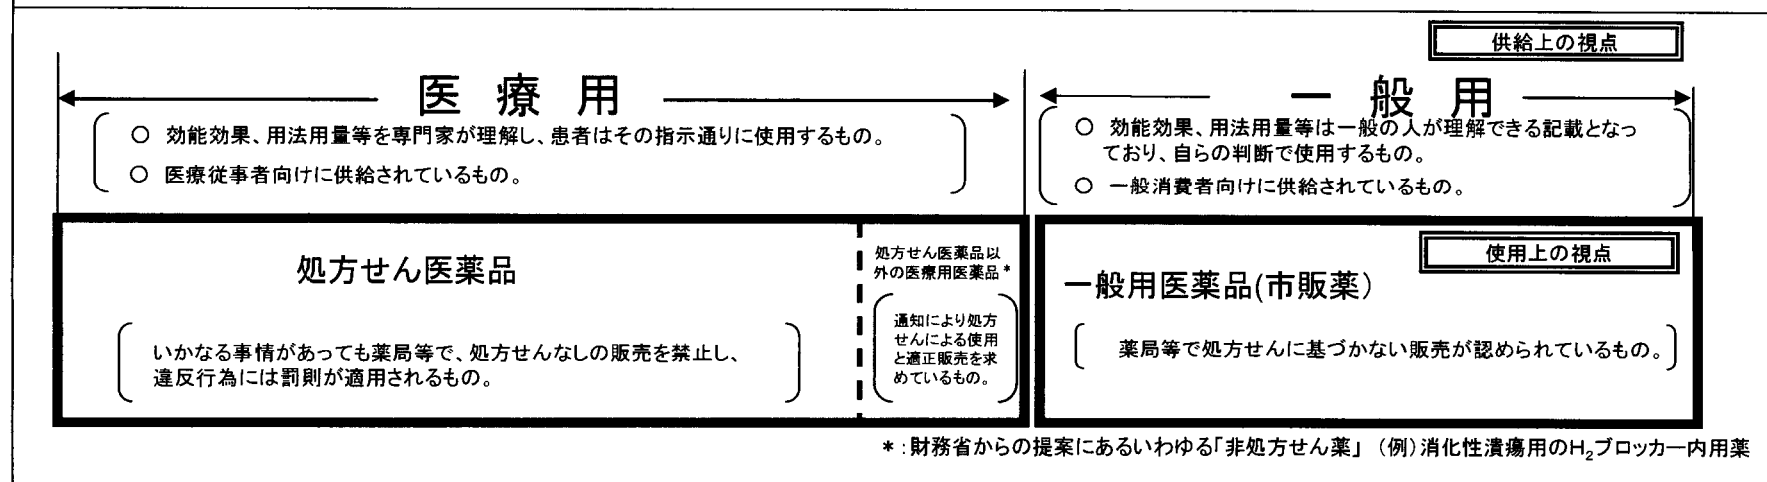 供給上の視点
医 療 用
○ 効能効果、用法用量等を専門家が理解し、患者はその指示通りに使用するもの。
○ 医療従事者向けに供給されているもの。
一 般 用
○ 効能効果、用法用量等は一般の人が理解できる記載となっ
ており、自らの判断で使用するもの。
○ 一般消費者向けに供給されているもの。
処方せん医薬品
いかなる事情があっても薬局等で、処方せんなしの販売を禁止し、
違反行為には罰則が適用されるもの。
処方せん医薬品以
外の医療用医薬品*
通知により処方
せんによる使用
と適正販売を求
めているもの。
使用上の視点
一般用医薬品(市販薬)
薬局等で処方せんに基づかない販売が認められているもの。
*:財務省からの提案にあるいわゆる「非処方せん薬」 (例)消化性潰瘍用のH₂ブロッカー内用薬